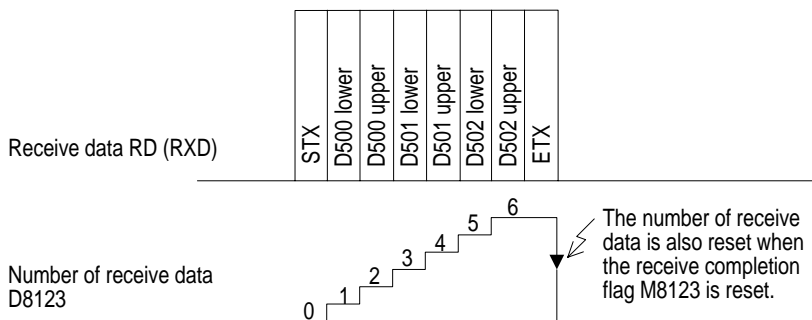 STX
D500 lower
D500 upper
D501 lower
D501 upper
D502 lower
D502 upper
ETX
Receive data RD (RXD)
0
1
2
3
4
5
6
The number of receive
data is also reset when
the receive completion
flag M8123 is reset.
Number of receive data
D8123